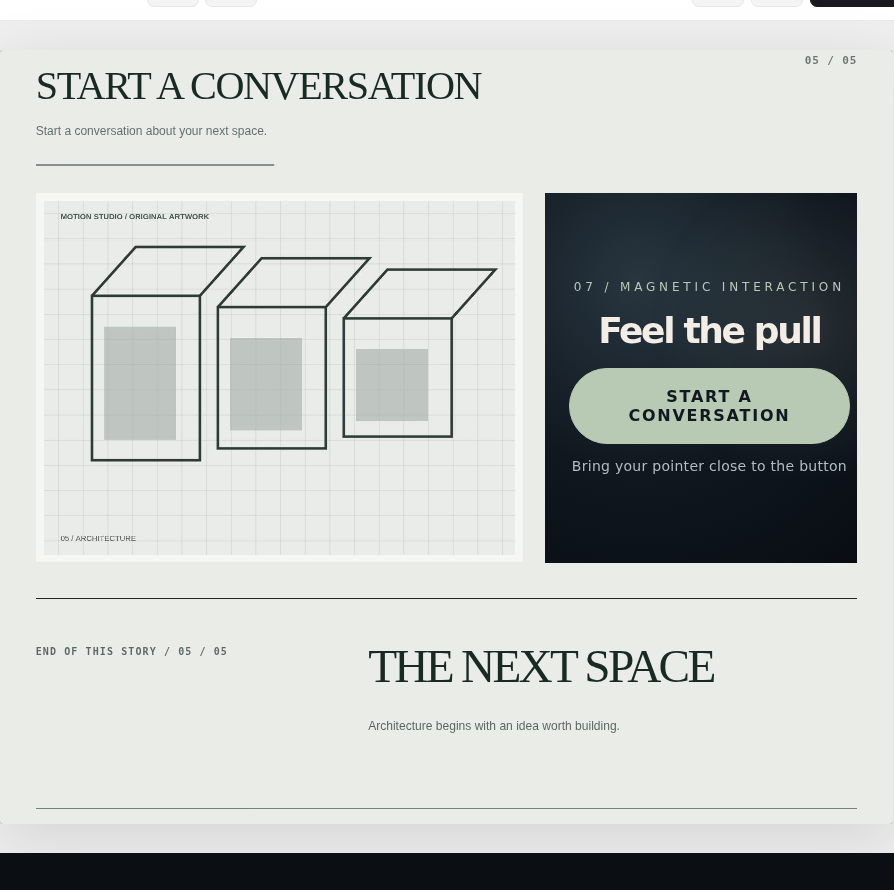 05 / 05
START A CONVERSATION
Start a conversation about your next space.
MOTION STUDIO / ORIGINAL ARTWORK
05 / ARCHITECTURE
07 / MAGNETIC INTERACTION
Feel the pull
START A
CONVERSATION
Bring your pointer close to the button
END OF THIS STORY / 05 / 05
THE NEXT SPACE
Architecture begins with an idea worth building.